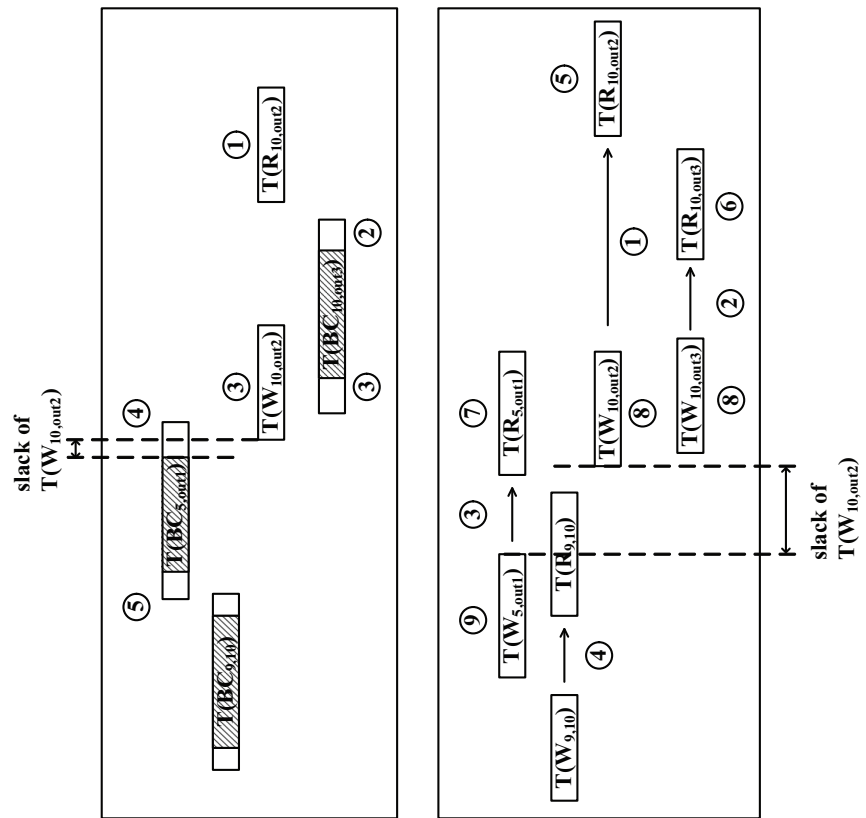 slack of
T(W10,out2)
⑤
④
T(BC9,10)
T(BC5,out1)
③
T(W10,out2)
①
T(R10,out2)
T(BC10,out3)
③
②
⑨
③
⑦
T(W5,out1)
T(R5,out1)
T(W9,10)
T(R9,10)
④
⑤
T(W10,out2)
T(R10,out2)
⑧
①
T(W10,out3)
T(R10,out3)
⑧
②
⑥
slack of
T(W10,out2)